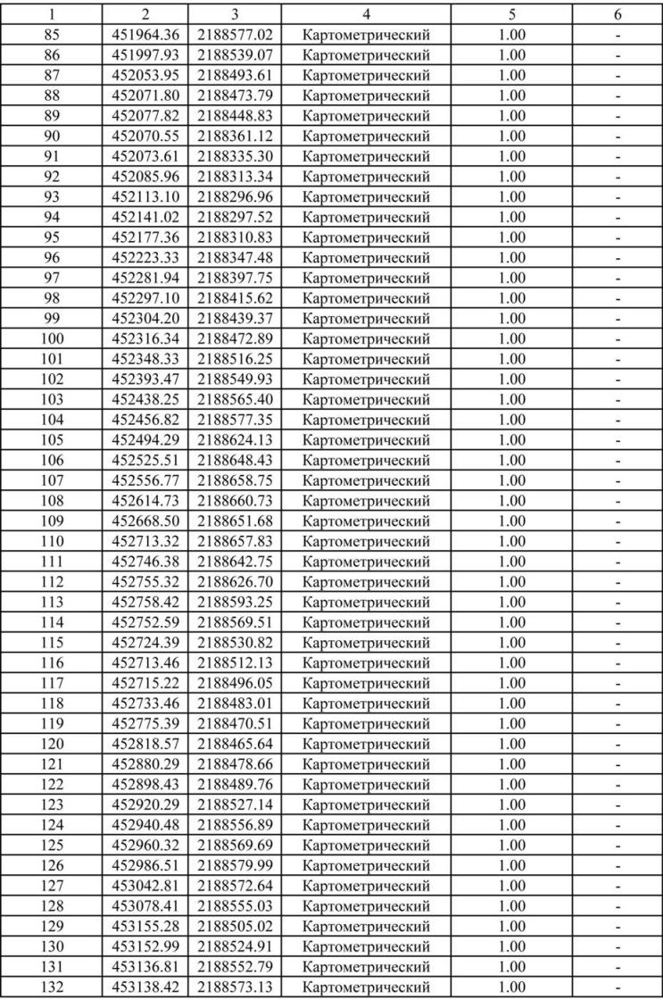 1 2 3 4 5 6
85 451964.36 2188577.02 Картометрический 1.00 -
86 451997.93 2188539.07 Картометрический 1.00 -
87 452053.95 2188493.61 Картометрический 1.00 -
88 452071.80 2188473.79 Картометрический 1.00 -
89 452077.82 2188448.83 Картометрический 1.00 -
90 452070.55 2188361.12 Картометрический 1.00 -
91 452073.61 2188335.30 Картометрический 1.00 -
92 452085.96 2188313.34 Картометрический 1.00 -
93 452113.10 2188296.96 Картометрический 1.00 -
94 452141.02 2188297.52 Картометрический 1.00 -
95 452177.36 2188310.83 Картометрический 1.00 -
96 452223.33 2188347.48 Картометрический 1.00 -
97 452281.94 2188397.75 Картометрический 1.00 -
98 452297.10 2188415.62 Картометрический 1.00 -
99 452304.20 2188439.37 Картометрический 1.00 -
100 452316.34 2188472.89 Картометрический 1.00 -
101 452348.33 2188516.25 Картометрический 1.00 -
102 452393.47 2188549.93 Картометрический 1.00 -
103 452438.25 2188565.40 Картометрический 1.00 -
104 452456.82 2188577.35 Картометрический 1.00 -
105 452494.29 2188624.13 Картометрический 1.00 -
106 452525.51 2188648.43 Картометрический 1.00 -
107 452556.77 2188658.75 Картометрический 1.00 -
108 452614.73 2188660.73 Картометрический 1.00 -
109 452668.50 2188651.68 Картометрический 1.00 -
110 452713.32 2188657.83 Картометрический 1.00 -
111 452746.38 2188642.75 Картометрический 1.00 -
112 452755.32 2188626.70 Картометрический 1.00 -
113 452758.42 2188593.25 Картометрический 1.00 -
114 452752.59 2188569.51 Картометрический 1.00 -
115 452724.39 2188530.82 Картометрический 1.00 -
116 452713.46 2188512.13 Картометрический 1.00 -
117 452715.22 2188496.05 Картометрический 1.00 -
118 452733.46 2188483.01 Картометрический 1.00 -
119 452775.39 2188470.51 Картометрический 1.00 -
120 452818.57 2188465.64 Картометрический 1.00 -
121 452880.29 2188478.66 Картометрический 1.00 -
122 452898.43 2188489.76 Картометрический 1.00 -
123 452920.29 2188527.14 Картометрический 1.00 -
124 452940.48 2188556.89 Картометрический 1.00 -
125 452960.32 2188569.69 Картометрический 1.00 -
126 452986.51 2188579.99 Картометрический 1.00 -
127 453042.81 2188572.64 Картометрический 1.00 -
128 453078.41 2188555.03 Картометрический 1.00 -
129 453155.28 2188505.02 Картометрический 1.00 -
130 453152.99 2188524.91 Картометрический 1.00 -
131 453136.81 2188552.79 Картометрический 1.00 -
132 453138.42 2188573.13 Картометрический 1.00 -